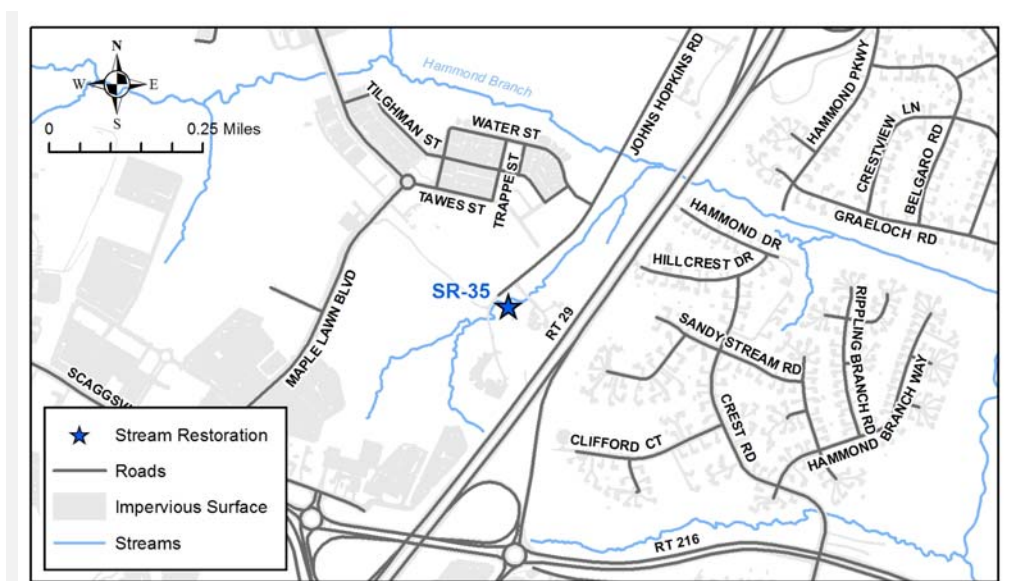 N
W E
S
0 0.25 Miles
Hammond Branch
JOHNS HOPKINS RD
HAMMOND PKWY
CRESTVIEW LN
BELGARO RD
TILGHMAN ST
WATER ST
TRAPPE ST
TAWES ST
GRAELOCH RD
HAMMOND DR
HILLCREST DR
SR-35
RT 29
MAPLE LAWN BLVD
SANDY STREAM RD
RIPPLING BRANCH RD
HAMMOND BRANCH WAY
CREST RD
CLIFFORD CT
SCAGGSV
RT 216
Stream Restoration
Roads
Impervious Surface
Streams